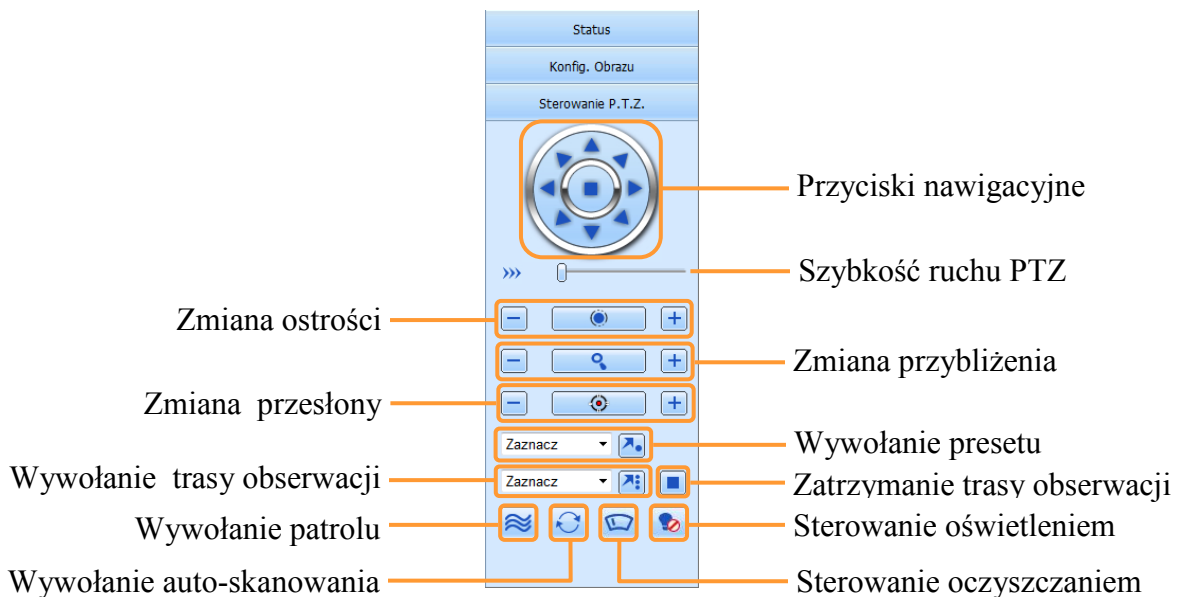 Status
Konfig. Obrazu
Sterowanie P.T.Z.
Przyciski nawigacyjne
Szybkość ruchu PTZ
Zmiana ostrości
Zmiana przybliżenia
Zmiana przesłony
Zaznacz
Wywołanie presetu
Wywołanie trasy obserwacji
Zaznacz
Zatrzymanie trasy obserwacji
Wywołanie patrolu
Sterowanie oświetleniem
Wywołanie auto-skanowania
Sterowanie oczyszczaniem